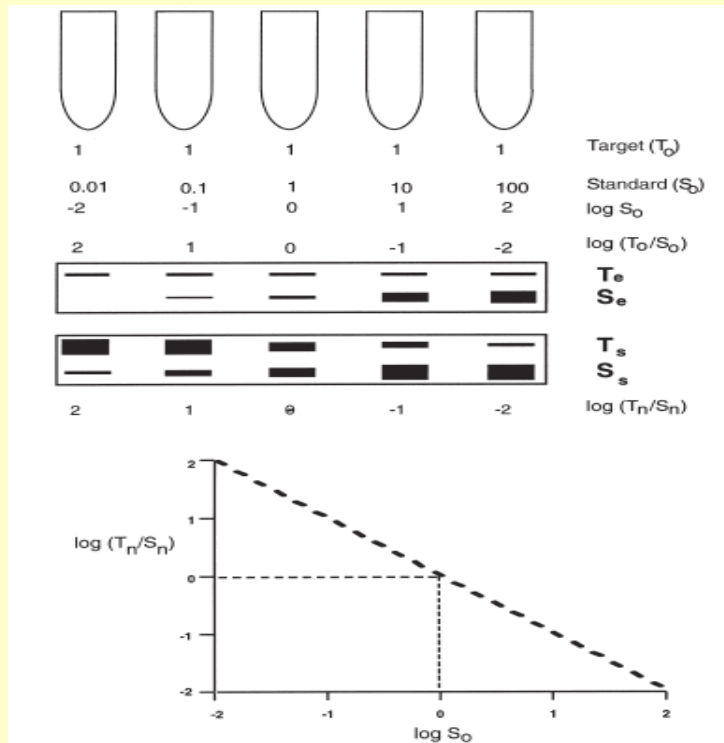 1 1 1 1 1 Target (To)
0.01 0.1 1 10 100 Standard (So)
-2 -1 0 1 2 log So
2 1 0 -1 -2 log (To/So)
Te
Se
Ts
Ss
2 1 0 -1 -2 log (Tn/Sn)
2
1
log (Tn/Sn)
0
-1
-2
-2 -1 0 1 2
log So